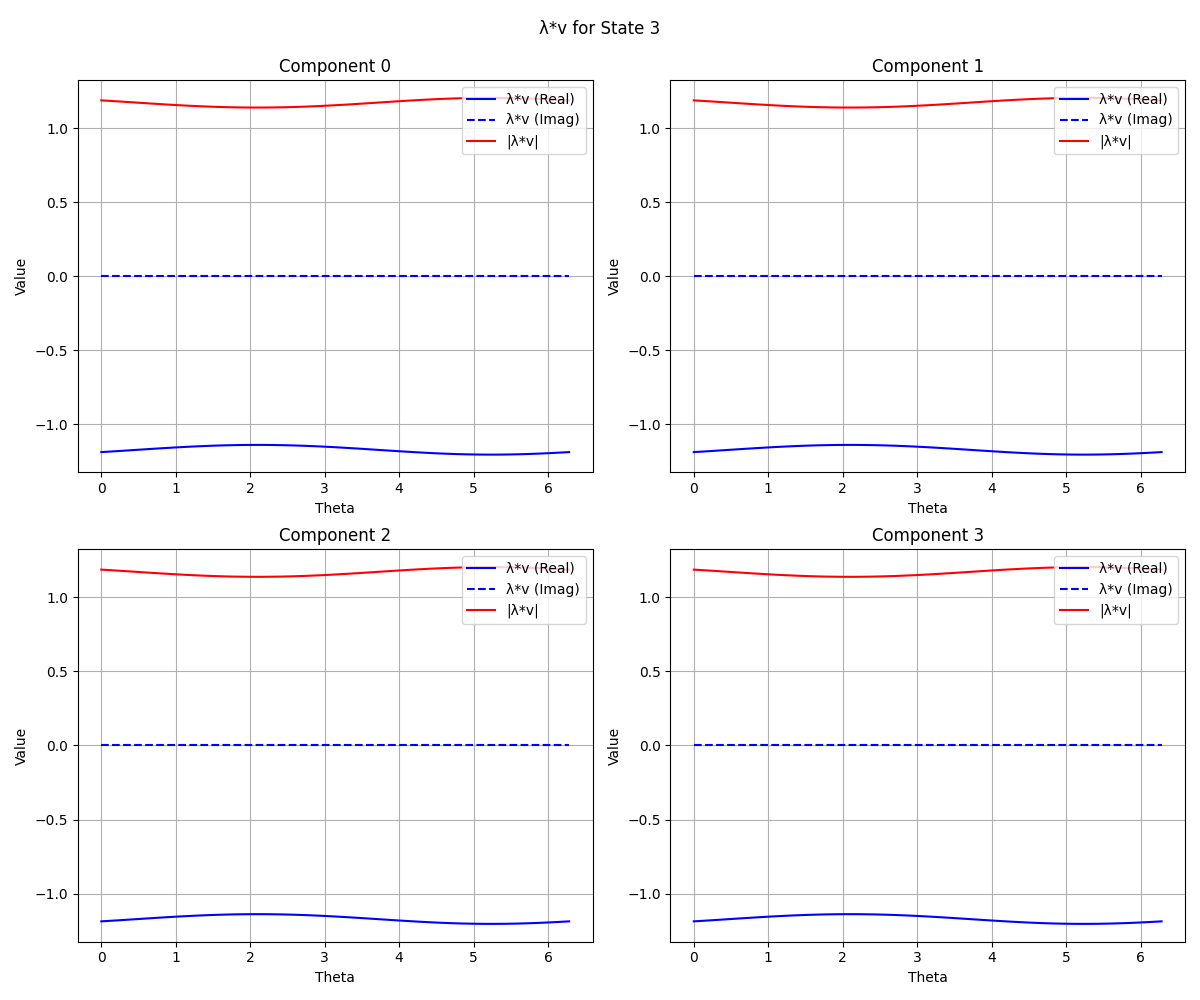 λ*v for State 3
Component 0
λ*v (Real)
λ*v (Imag)
|λ*v|
1.0
0.5
0.0
−0.5
−1.0
Value
0 1 2 3 4 5 6
Theta
Component 1
λ*v (Real)
λ*v (Imag)
|λ*v|
1.0
0.5
0.0
−0.5
−1.0
Value
0 1 2 3 4 5 6
Theta
Component 2
λ*v (Real)
λ*v (Imag)
|λ*v|
1.0
0.5
0.0
−0.5
−1.0
Value
0 1 2 3 4 5 6
Theta
Component 3
λ*v (Real)
λ*v (Imag)
|λ*v|
1.0
0.5
0.0
−0.5
−1.0
Value
0 1 2 3 4 5 6
Theta